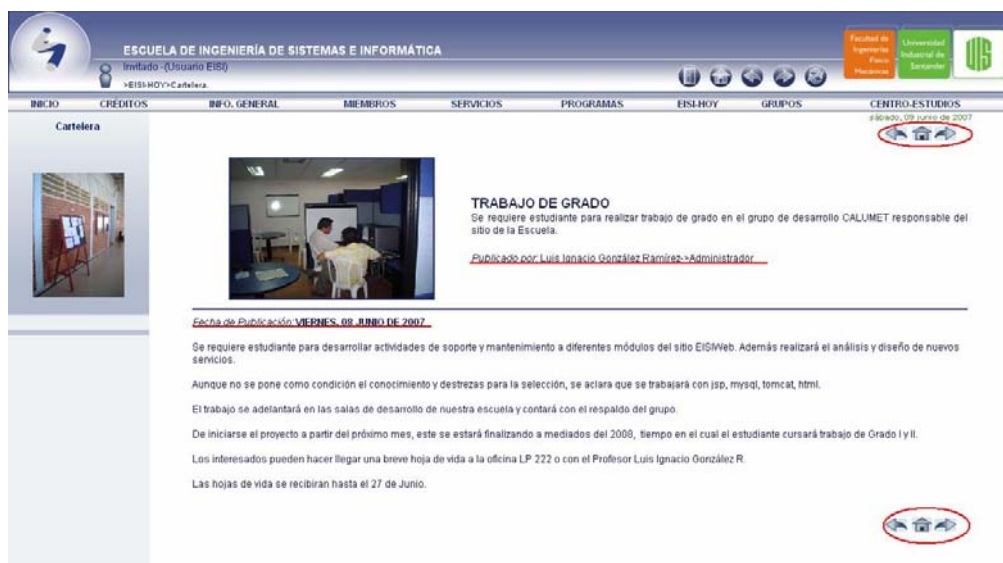 ESCUELA DE INGENIERÍA DE SISTEMAS E INFORMÁTICA
Invitado -(Usuario EISI)
>EISI-HOY>Cartelera.
Facultad de
Ingenierías
Físico
Mecánicas
Universidad
Industrial de
Santander
INICIO CRÉDITOS INFO. GENERAL MIEMBROS SERVICIOS PROGRAMAS EISI-HOY GRUPOS CENTRO-ESTUDIOS
sábado, 09 junio de 2007
Cartelera
TRABAJO DE GRADO
Se requiere estudiante para realizar trabajo de grado en el grupo de desarrollo CALUMET responsable del
sitio de la Escuela.
Publicado por: Luis Ignacio González Ramírez->Administrador
Fecha de Publicación: VIERNES, 08 JUNIO DE 2007
Se requiere estudiante para desarrollar actividades de soporte y mantenimiento a diferentes módulos del sitio EISIWeb. Además realizará el análisis y diseño de nuevos
servicios.
Aunque no se pone como condición el conocimiento y destrezas para la selección, se aclara que se trabajará con jsp, mysql, tomcat, html.
El trabajo se adelantará en las salas de desarrollo de nuestra escuela y contará con el respaldo del grupo.
De iniciarse el proyecto a partir del próximo mes, este se estará finalizando a mediados del 2008, tiempo en el cual el estudiante cursará trabajo de Grado I y II.
Los interesados pueden hacer llegar una breve hoja de vida a la oficina LP 222 o con el Profesor Luis Ignacio González R.
Las hojas de vida se recibiran hasta el 27 de Junio.